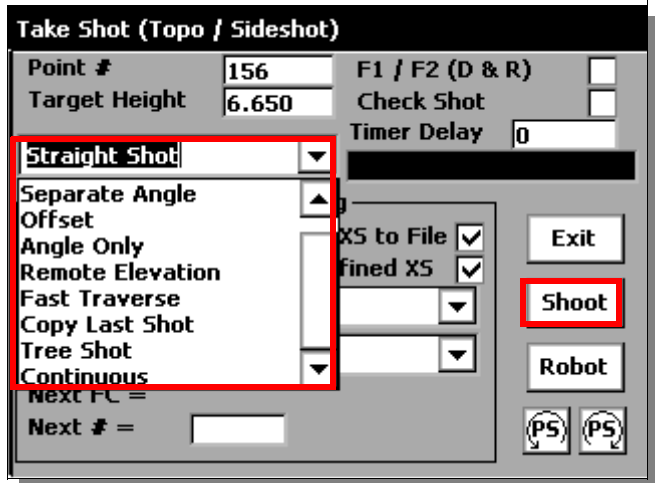 Take Shot (Topo / Sideshot)
Point # 156 F1 / F2 (D & R)
Target Height 6.650 Check Shot
Timer Delay 0
Straight Shot
Separate Angle
Offset
Angle Only XS to File Exit
Remote Elevation fined XS
Fast Traverse Shoot
Copy Last Shot
Tree Shot Robot
Continuous
Next FC =
Next # = PS PS